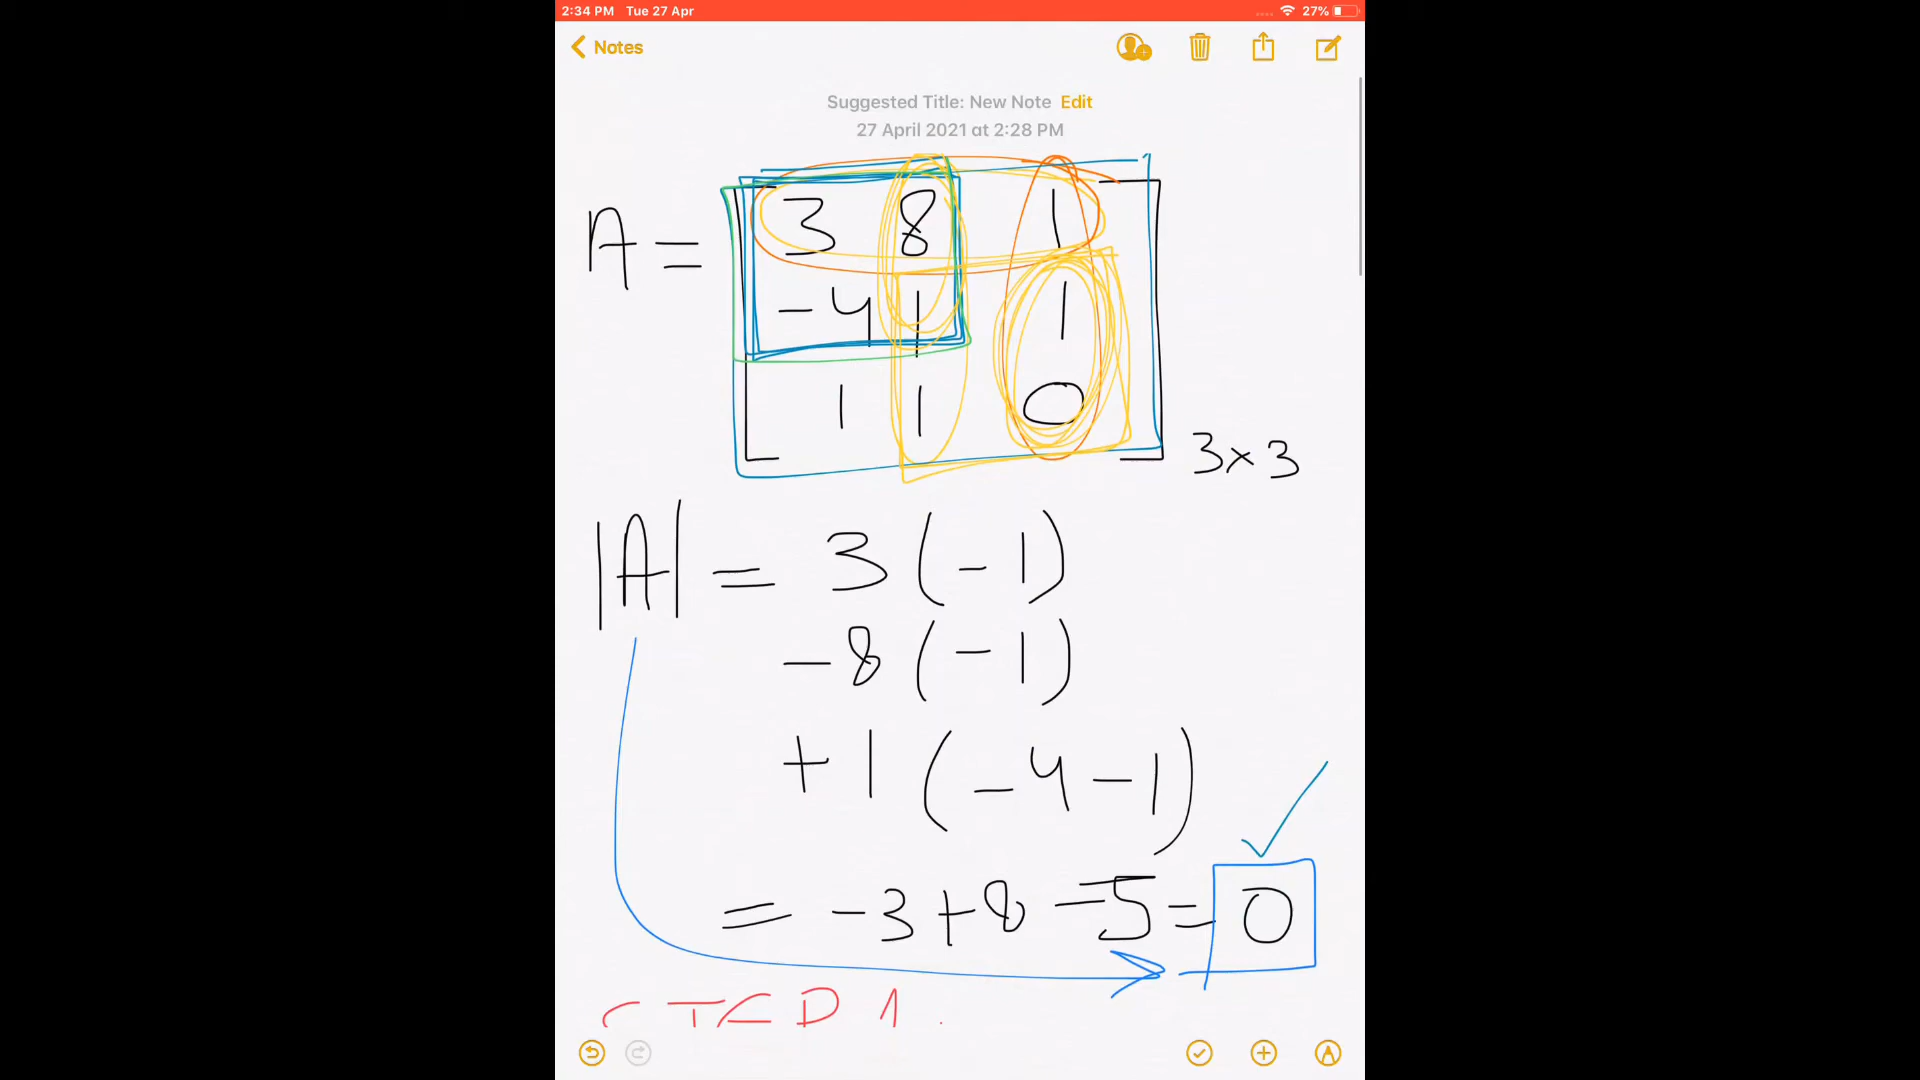 2:34 PM Tue 27 Apr 27%
Notes
Suggested Title: New Note Edit
27 April 2021 at 2:28 PM
A = [ 3 8 1
-4 1 1
1 1 0 ] 3×3
|A| = 3(-1)
-8(-1)
+1(-4-1)
= -3+8-5=0